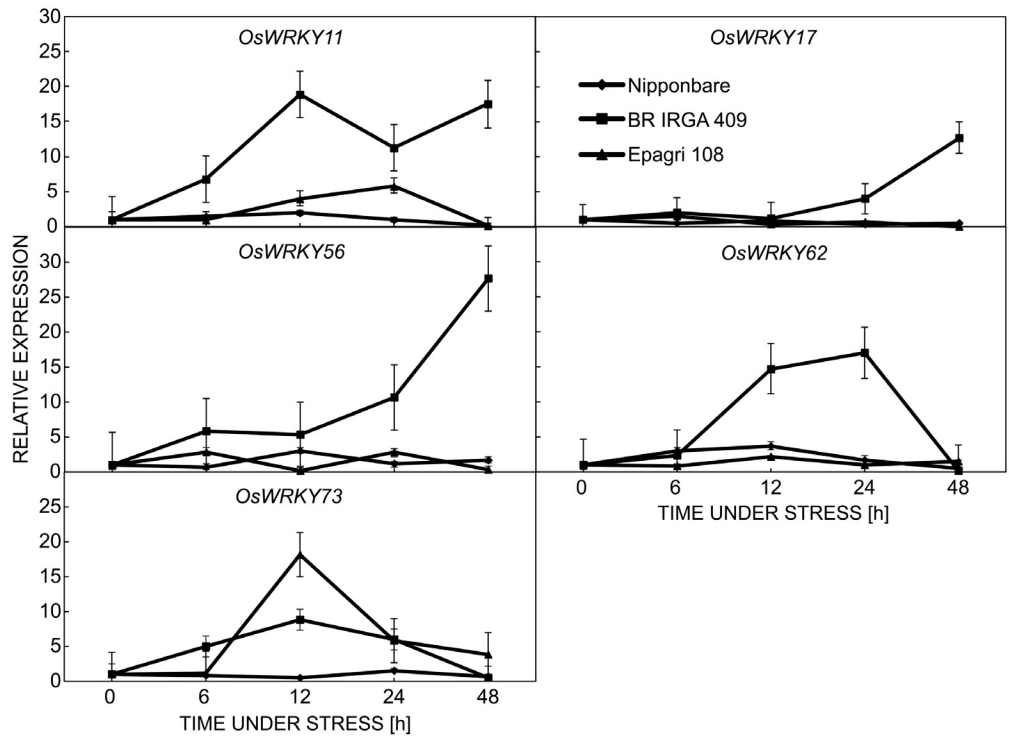 30
25
20
15
10
5
0
OsWRKY11
OsWRKY17
Nipponbare
BR IRGA 409
Epagri 108
RELATIVE EXPRESSION
30
25
20
15
10
5
0
OsWRKY56
OsWRKY62
0 6 12 24 48
TIME UNDER STRESS [h]
25
20
15
10
5
0
OsWRKY73
0 6 12 24 48
TIME UNDER STRESS [h]